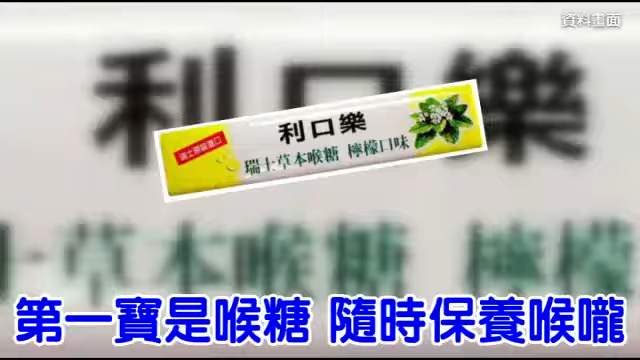 資料畫面
利口樂
瑞士原裝進口
利口樂
瑞士草本喉糖 檸檬口味
士草本喉糖 檸檬
第一寶是喉糖 隨時保養喉嚨